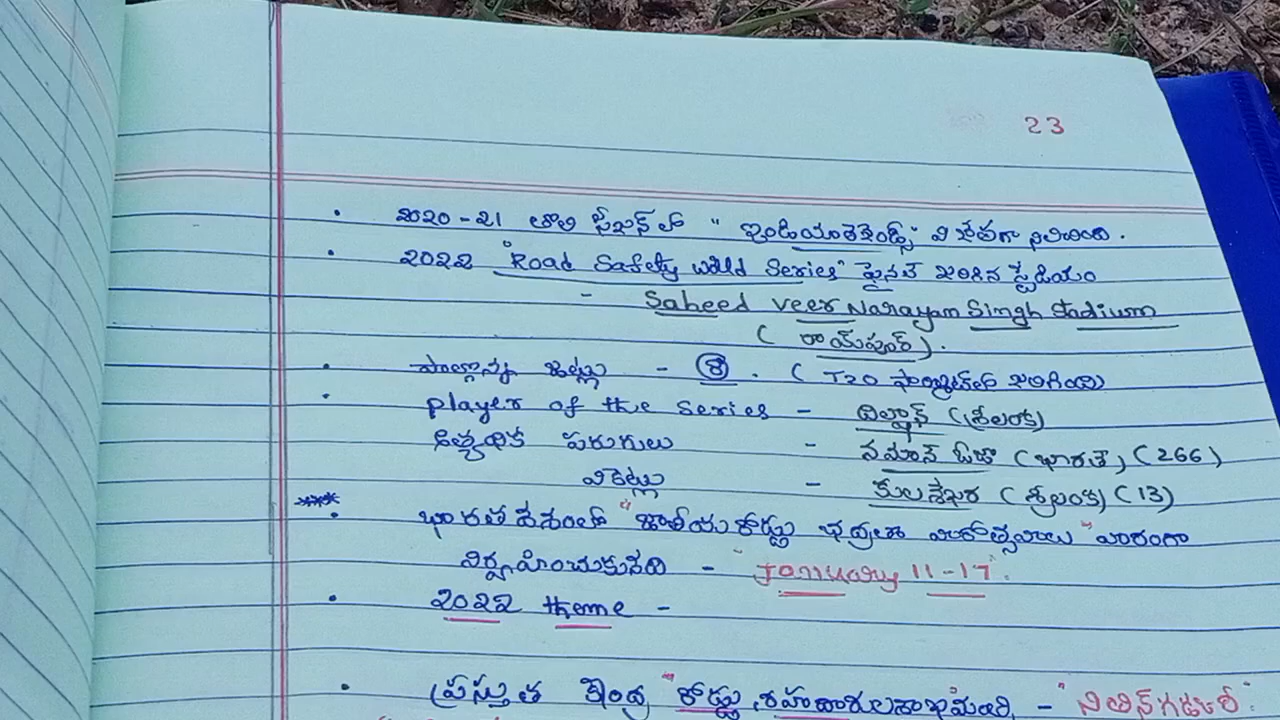 23
• 2020-21 తొలి సీజన్ లో "ఇండియాలెజెండ్స్" విజేతగా నిలిచింది.
• 2022 "Road Safety world Series" ఫైనల్ జరిగిన స్టేడియం
- Saheed veer Narayan Singh stadium
(రాయ్‌పూర్).
• పాల్గొన్న జట్లు - 8. (T20 ఫార్మాట్‌లో జరిగింది)
• player of the series - దిల్షాన్ (శ్రీలంక)
అత్యధిక పరుగులు - నమాన్ ఓజా (భారత్) (266)
వికెట్లు - కులశేఖర (శ్రీలంక) (13)
• భారతదేశంలో "జాతీయ రోడ్డు భద్రతా వారోత్సవాలు" వారంగా
నిర్వహించుకునేది - "January 11-17".
• 2022 theme -
• ప్రస్తుత కేంద్ర "రోడ్డు, రహదారులశాఖమంత్రి - "నితిన్‌గడ్కరీ".